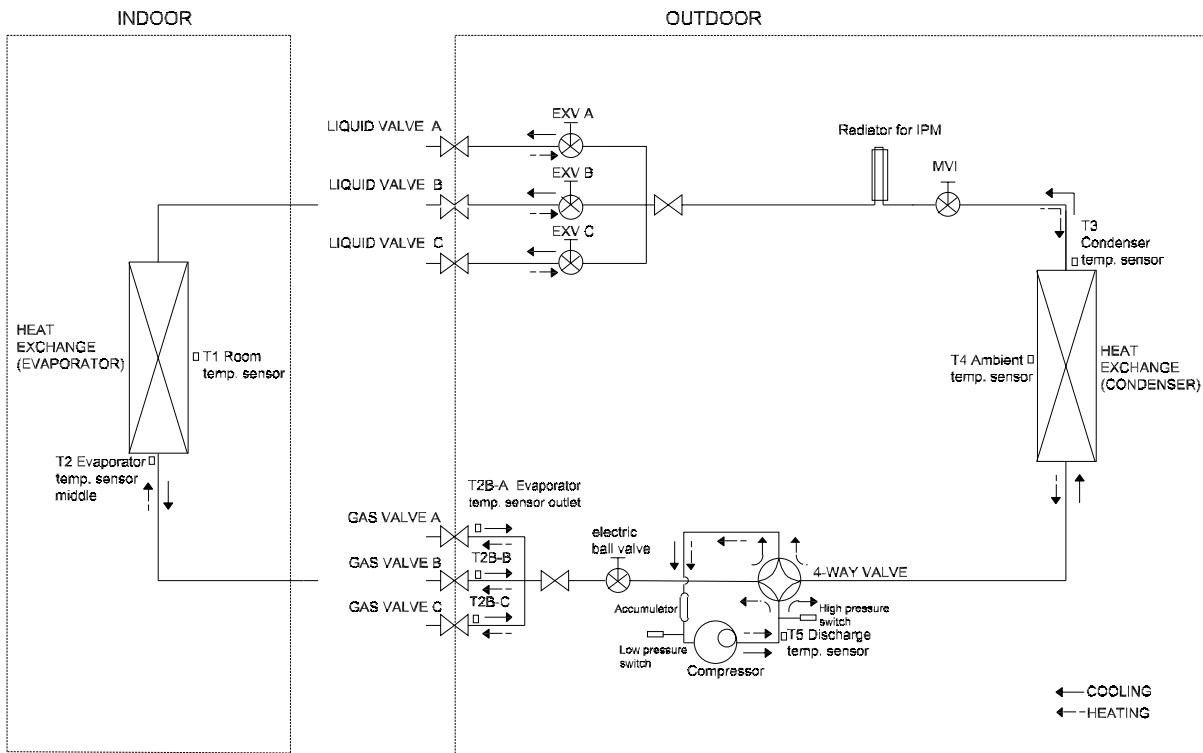 INDOOR
OUTDOOR
LIQUID VALVE A
EXV A
LIQUID VALVE B
EXV B
LIQUID VALVE C
EXV C
Radiator for IPM
MVI
T3
Condenser
temp. sensor
HEAT
EXCHANGE
(EVAPORATOR)
T1 Room
temp. sensor
T4 Ambient
temp. sensor
HEAT
EXCHANGE
(CONDENSER)
T2 Evaporator
temp. sensor
middle
T2B-A Evaporator
temp. sensor outlet
GAS VALVE A
GAS VALVE B
T2B-B
GAS VALVE C
T2B-C
electric
ball valve
4-WAY VALVE
Accumulator
High pressure
switch
Low pressure
switch
Compressor
T5 Discharge
temp. sensor
COOLING
HEATING